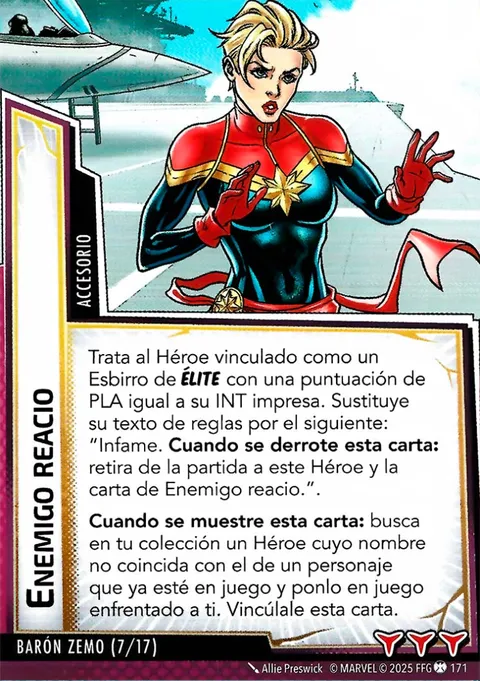 ACCESORIO
ENEMIGO REACIO
Trata al Héroe vinculado como un
Esbirro de ÉLITE con una puntuación de
PLA igual a su INT impresa. Sustituye
su texto de reglas por el siguiente:
“Infame. Cuando se derrote esta carta:
retira de la partida a este Héroe y la
carta de Enemigo reacio.”.
Cuando se muestre esta carta: busca
en tu colección un Héroe cuyo nombre
no coincida con el de un personaje
que ya esté en juego y ponlo en juego
enfrentado a ti. Vincúlale esta carta.
BARÓN ZEMO (7/17)
Allie Preswick © MARVEL © 2025 FFG 171